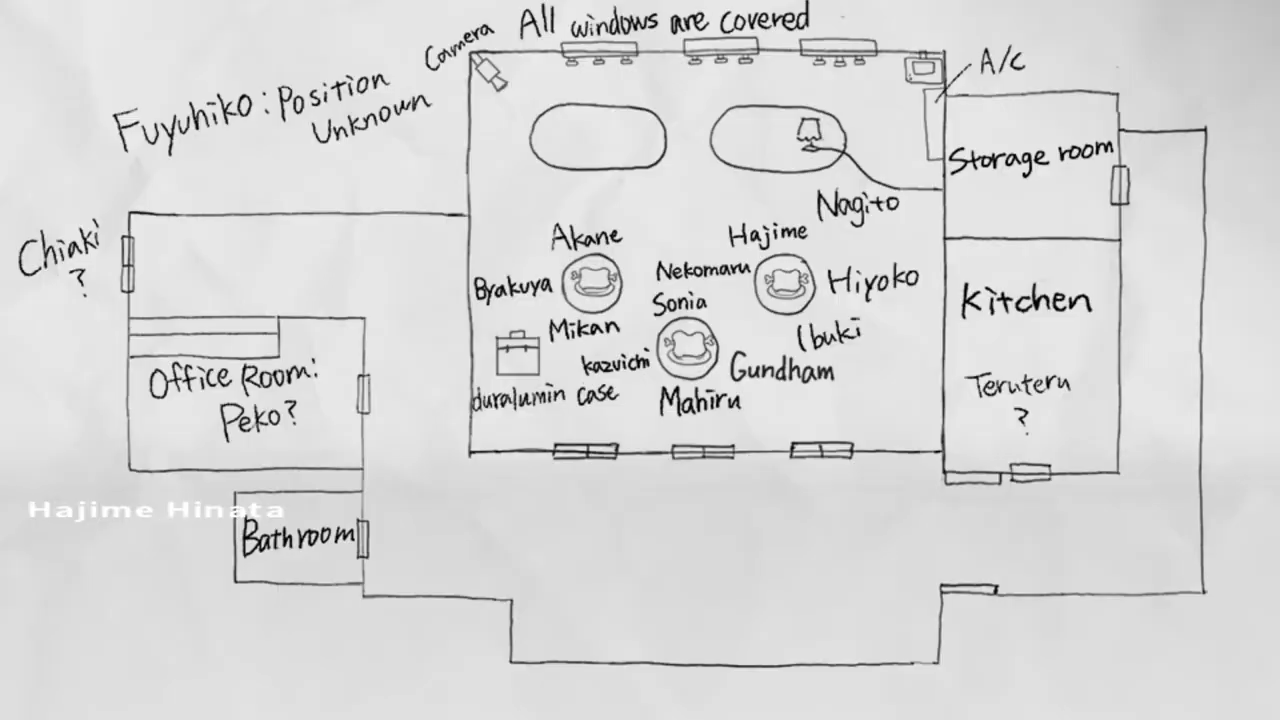 All windows are covered
Camera
A/C
Fuyuhiko: Position
Unknown
Storage room
Nagito
Chiaki
?
Akane
Hajime
Byakuya
Nekomaru
Hiyoko
Sonia
Kitchen
Mikan
Ibuki
kazuichi
Gundham
duralumin case
Mahiru
Teruteru
?
Office Room:
Peko?
Hajime Hinata
Bathroom